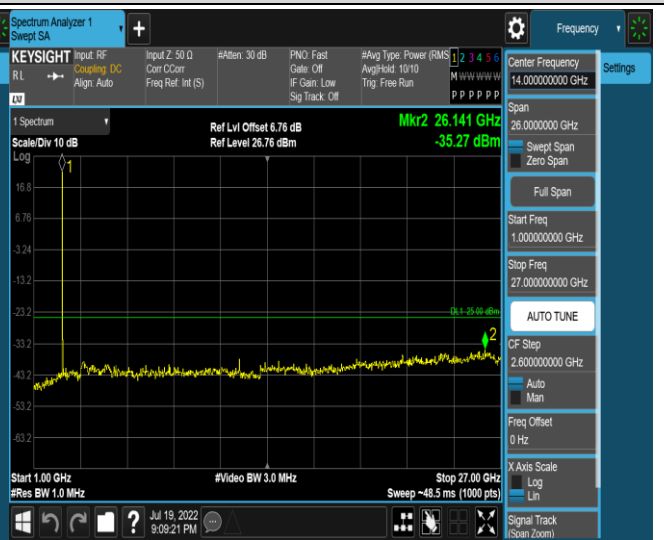 Spectrum Analyzer 1
Swept SA
Frequency
KEYSIGHT
RL
LXI
Input: RF
Coupling: DC
Align: Auto
Input Z: 50 Ω
Corr CCorr
Freq Ref: Int (S)
#Atten: 30 dB
PNO: Fast
Gate: Off
IF Gain: Low
Sig Track: Off
#Avg Type: Power (RMS
Avg|Hold: 10/10
Trig: Free Run
1 2 3 4 5 6
M W W W W W
P P P P P P
Center Frequency
14.000000000 GHz
Settings
Span
26.0000000 GHz
Swept Span
Zero Span
Full Span
Start Freq
1.000000000 GHz
Stop Freq
27.000000000 GHz
AUTO TUNE
CF Step
2.600000000 GHz
Auto
Man
Freq Offset
0 Hz
X Axis Scale
Log
Lin
Signal Track
(Span Zoom)
1 Spectrum
Scale/Div 10 dB
Log
Ref Lvl Offset 6.76 dB
Ref Level 26.76 dBm
Mkr2 26.141 GHz
-35.27 dBm
1
16.8
6.76
-3.24
-13.2
-23.2
DL1 -25.00 dBm
2
-33.2
-43.2
-53.2
-63.2
Start 1.00 GHz
#Res BW 1.0 MHz
#Video BW 3.0 MHz
Stop 27.00 GHz
Sweep ~48.5 ms (1000 pts)
Jul 19, 2022
9:09:21 PM